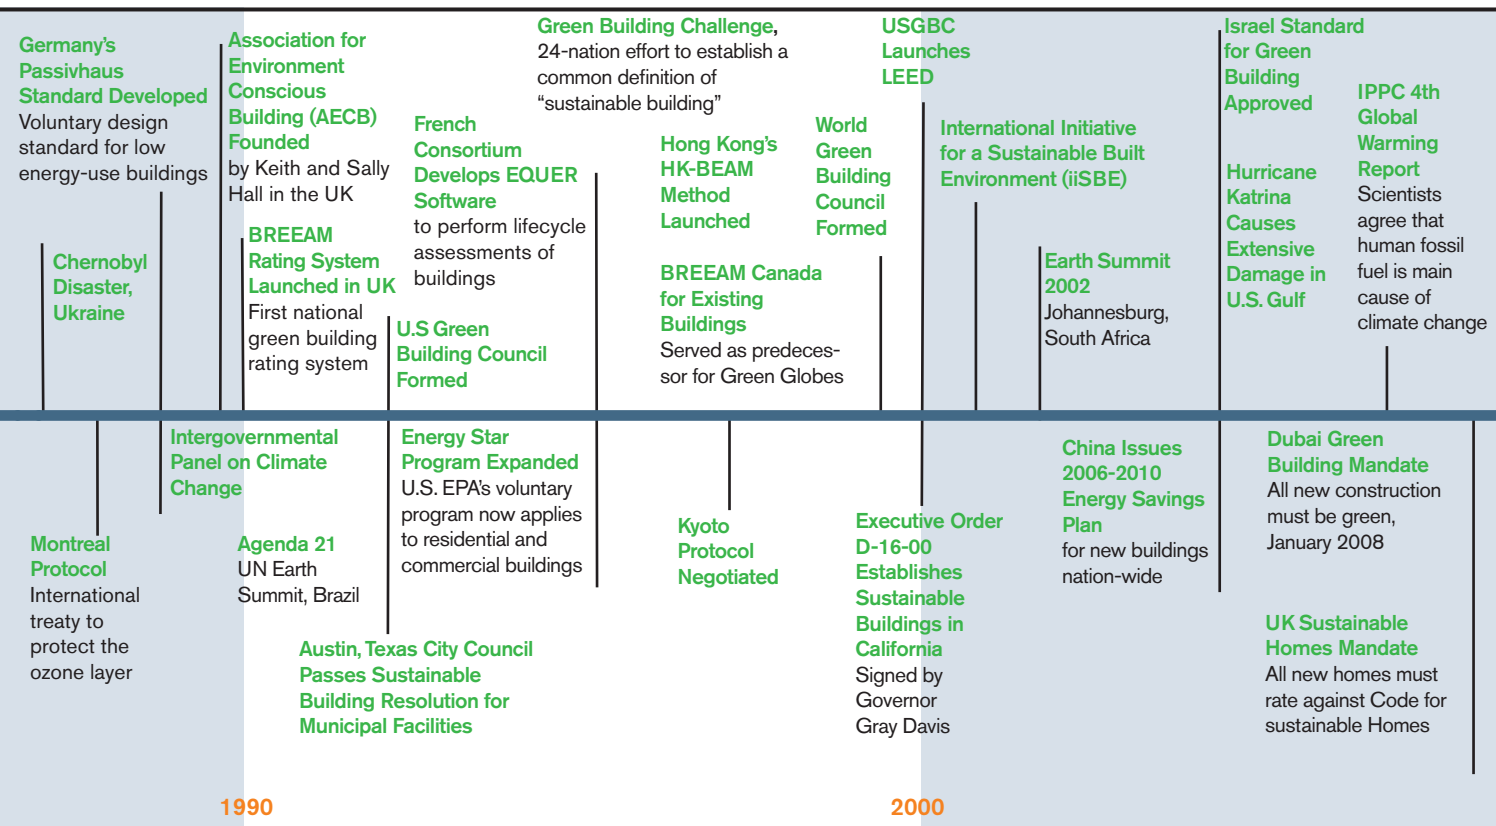 Germany's
Passivhaus
Standard Developed
Voluntary design
standard for low
energy-use buildings
Chernobyl
Disaster,
Ukraine
Association for
Environment
Conscious
Building (AECB)
Founded
by Keith and Sally
Hall in the UK
BREEAM
Rating System
Launched in UK
First national
green building
rating system
French
Consortium
Develops EQUER
Software
to perform lifecycle
assessments of
buildings
U.S Green
Building Council
Formed
Green Building Challenge,
24-nation effort to establish a
common definition of
“sustainable building”
Hong Kong's
HK-BEAM
Method
Launched
BREEAM Canada
for Existing
Buildings
Served as predeces-
sor for Green Globes
World
Green
Building
Council
Formed
USGBC
Launches
LEED
International Initiative
for a Sustainable Built
Environment (iiSBE)
Earth Summit
2002
Johannesburg,
South Africa
Israel Standard
for Green
Building
Approved
Hurricane
Katrina
Causes
Extensive
Damage in
U.S. Gulf
IPPC 4th
Global
Warming
Report
Scientists
agree that
human fossil
fuel is main
cause of
climate change
Montreal
Protocol
International
treaty to
protect the
ozone layer
Intergovernmental
Panel on Climate
Change
Agenda 21
UN Earth
Summit, Brazil
Austin, Texas City Council
Passes Sustainable
Building Resolution for
Municipal Facilities
Energy Star
Program Expanded
U.S. EPA's voluntary
program now applies
to residential and
commercial buildings
Kyoto
Protocol
Negotiated
Executive Order
D-16-00
Establishes
Sustainable
Buildings in
California
Signed by
Governor
Gray Davis
China Issues
2006-2010
Energy Savings
Plan
for new buildings
nation-wide
Dubai Green
Building Mandate
All new construction
must be green,
January 2008
UK Sustainable
Homes Mandate
All new homes must
rate against Code for
sustainable Homes
1990
2000